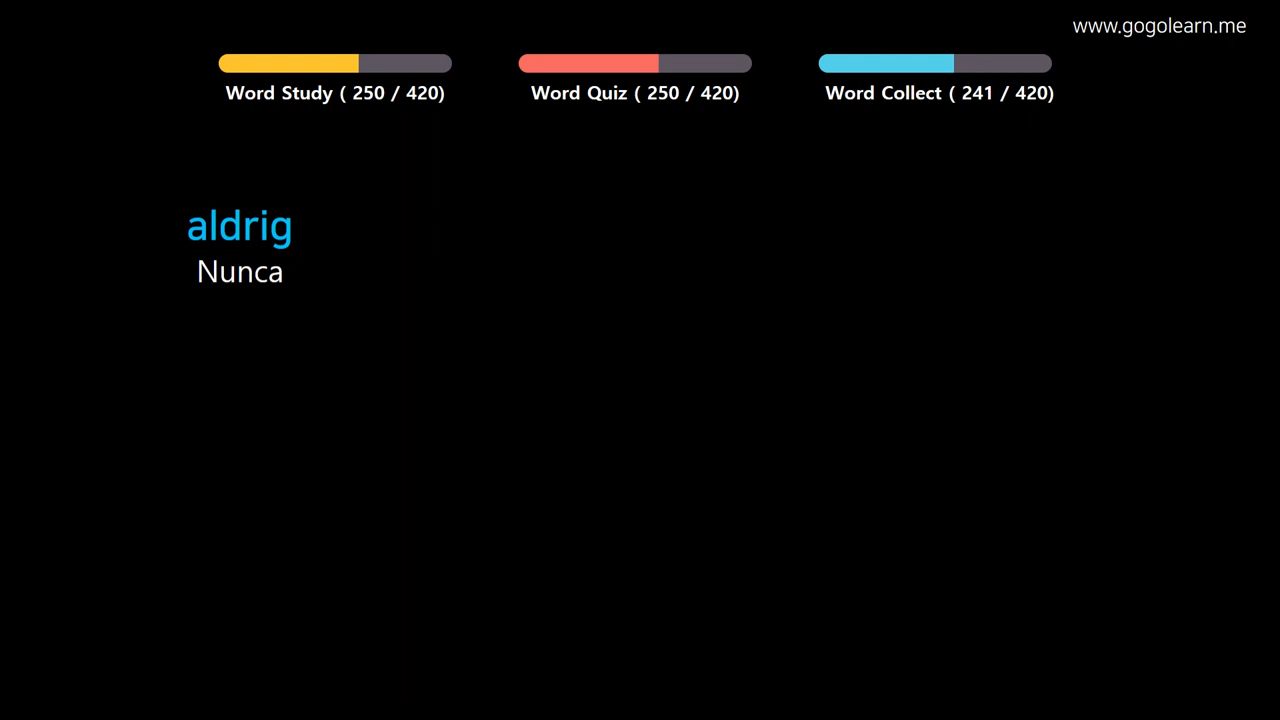 www.gogolearn.me
Word Study ( 250 / 420)
Word Quiz ( 250 / 420)
Word Collect ( 241 / 420)
aldrig
Nunca